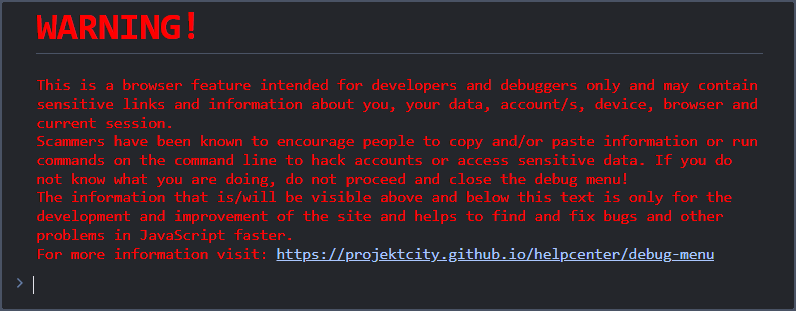 WARNING!
This is a browser feature intended for developers and debuggers only and may contain
sensitive links and information about you, your data, account/s, device, browser and
current session.
Scammers have been known to encourage people to copy and/or paste information or run
commands on the command line to hack accounts or access sensitive data. If you do
not know what you are doing, do not proceed and close the debug menu!
The information that is/will be visible above and below this text is only for the
development and improvement of the site and helps to find and fix bugs and other
problems in JavaScript faster.
For more information visit: https://projektcity.github.io/helpcenter/debug-menu